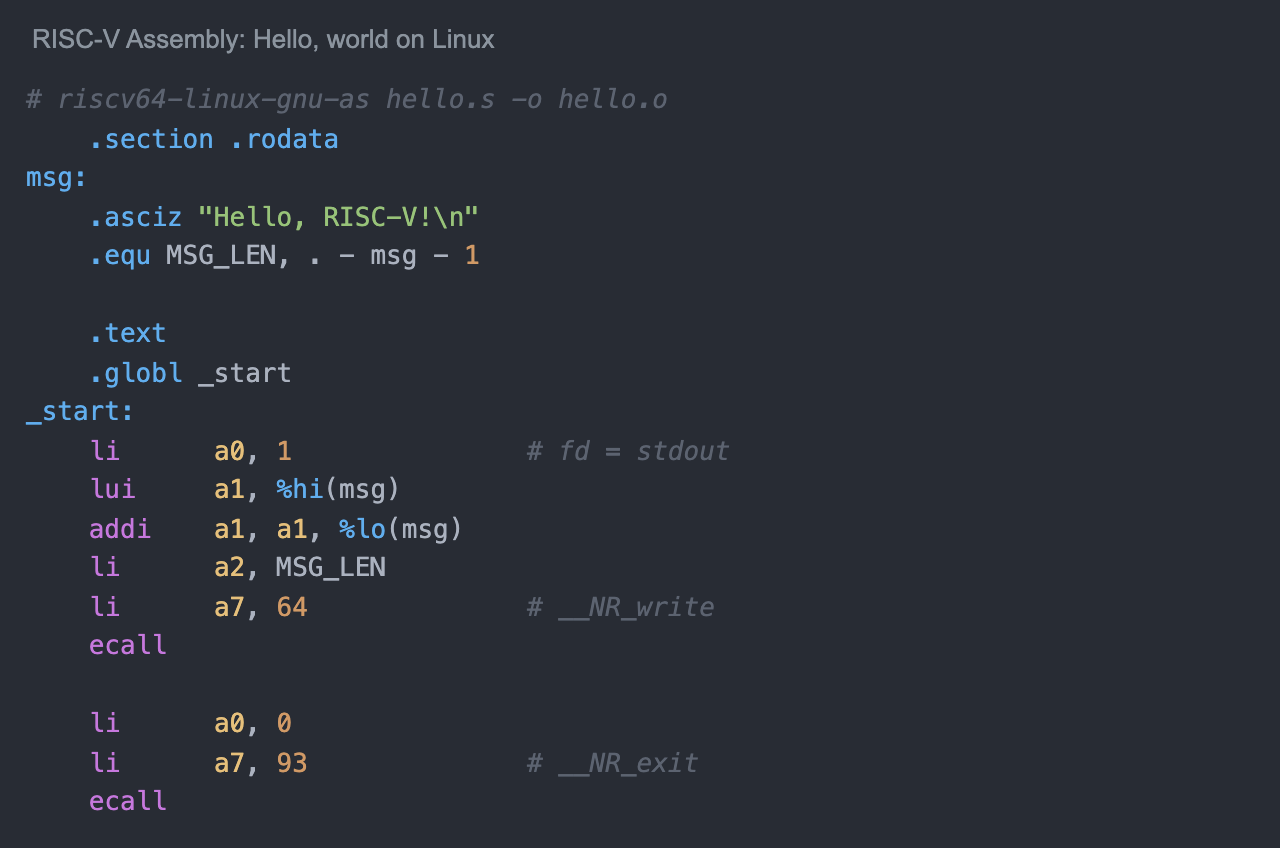 RISC-V Assembly: Hello, world on Linux
# riscv64-linux-gnu-as hello.s -o hello.o
    .section .rodata
msg:
    .asciz "Hello, RISC-V!\n"
    .equ MSG_LEN, . - msg - 1

    .text
    .globl _start
_start:
    li      a0, 1               # fd = stdout
    lui     a1, %hi(msg)
    addi    a1, a1, %lo(msg)
    li      a2, MSG_LEN
    li      a7, 64              # __NR_write
    ecall

    li      a0, 0
    li      a7, 93              # __NR_exit
    ecall